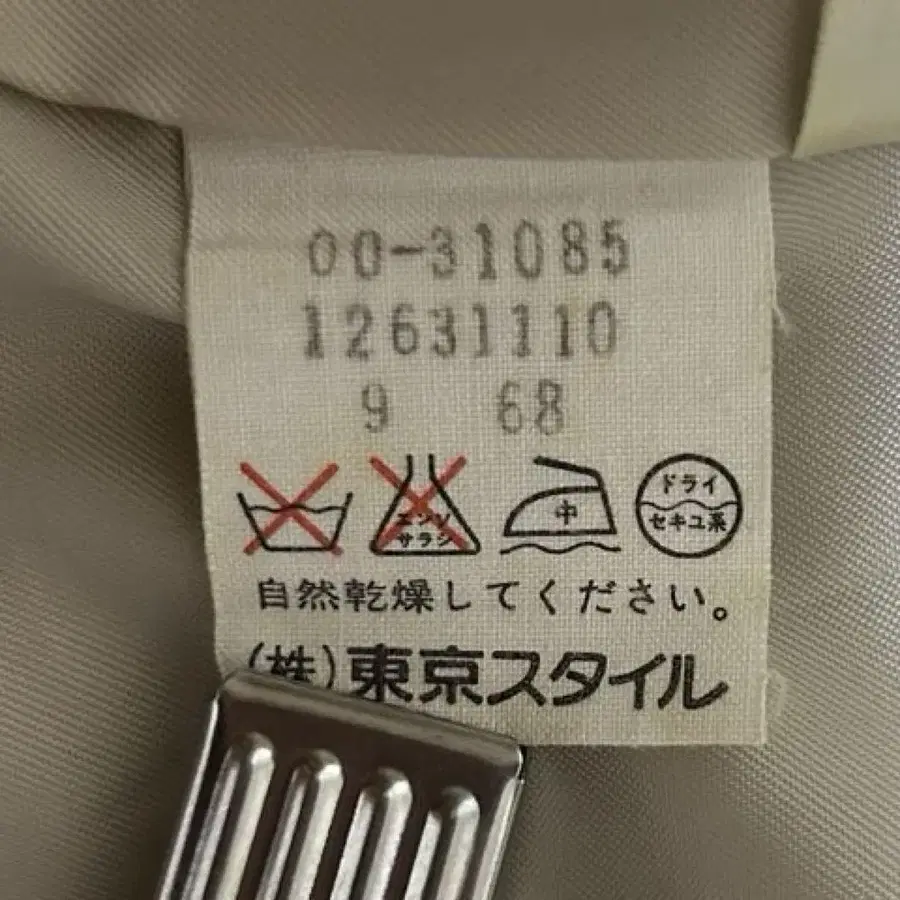 00-31085
12631110
9 68
エンソ
サラシ
中
ドライ
セキユ系
自然乾燥してください。
(株)東京スタイル